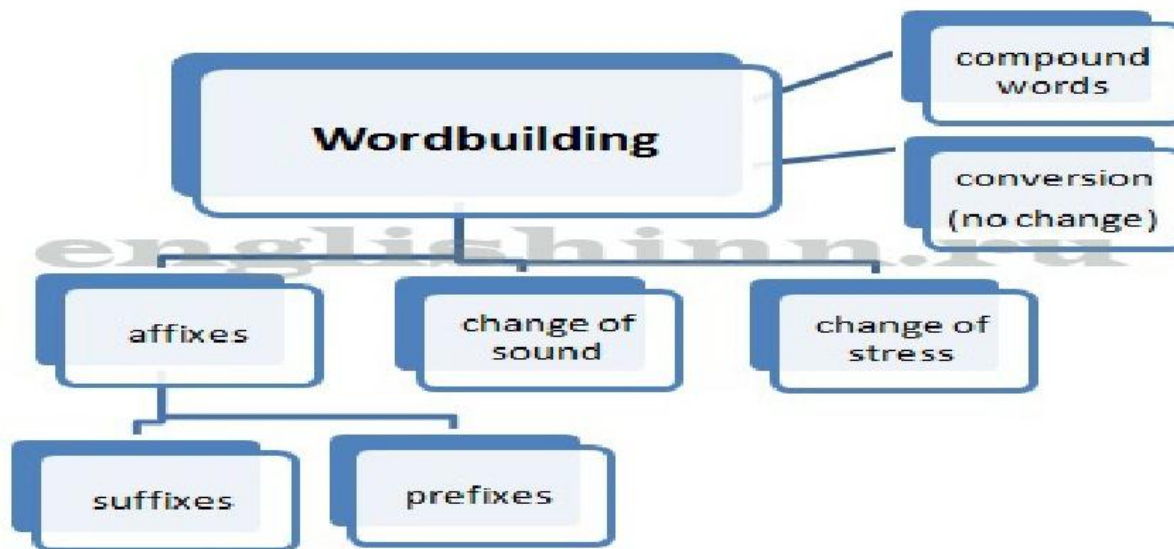 compound
words
Wordbuilding
conversion
(no change)
englishinn.ru
affixes
change of
sound
change of
stress
suffixes
prefixes